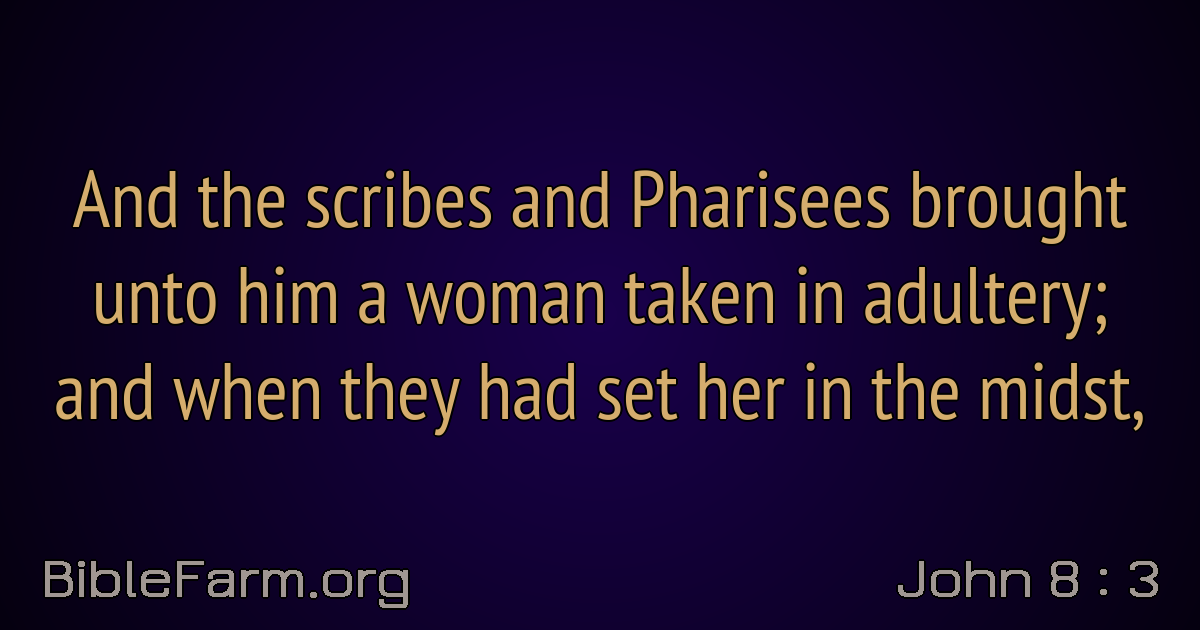 And the scribes and Pharisees brought
unto him a woman taken in adultery;
and when they had set her in the midst,
BibleFarm.org
John 8 : 3